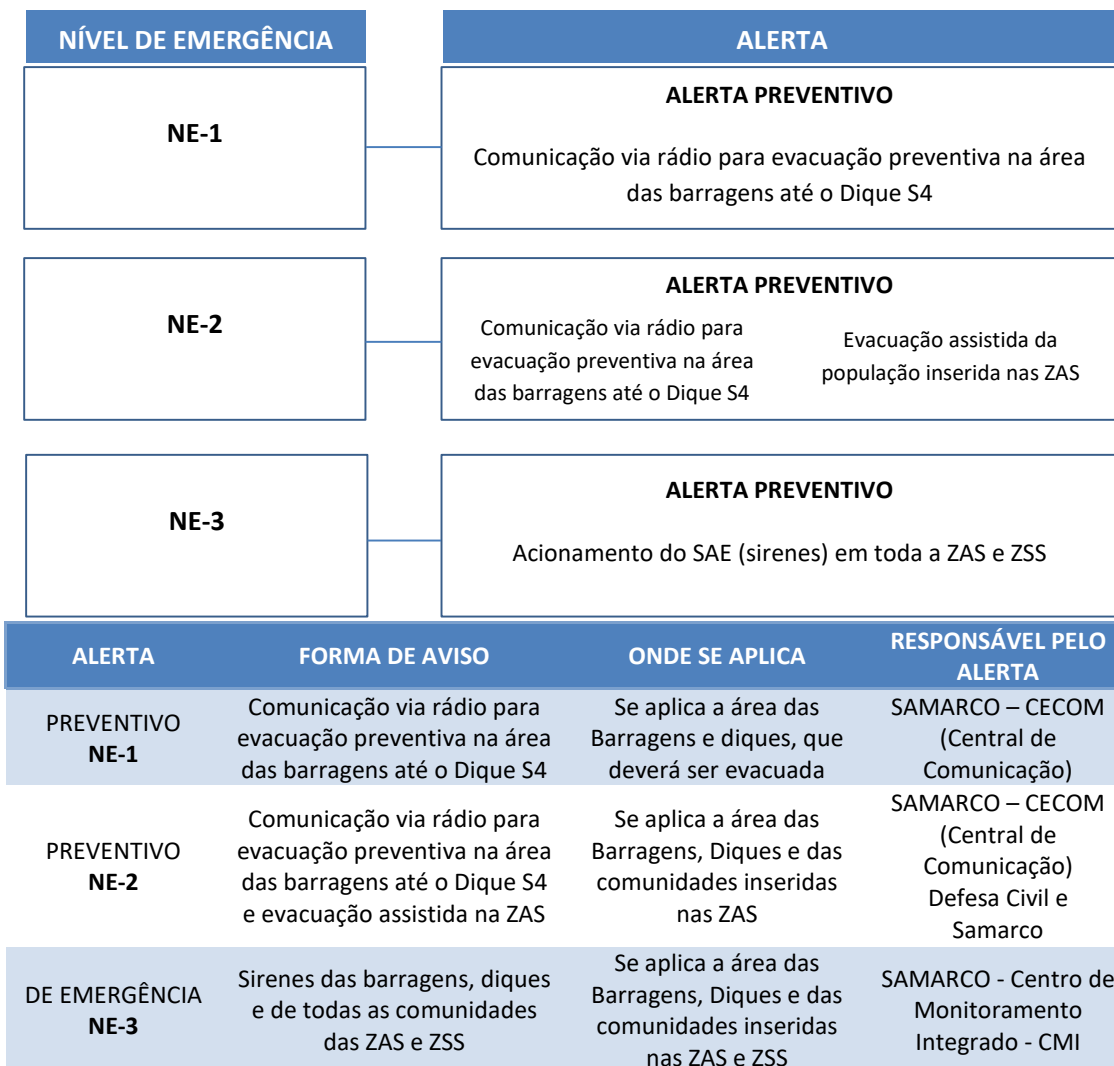 NÍVEL DE EMERGÊNCIA
ALERTA
NE-1
ALERTA PREVENTIVO
Comunicação via rádio para evacuação preventiva na área
das barragens até o Dique S4
NE-2
ALERTA PREVENTIVO
Comunicação via rádio para
evacuação preventiva na área
das barragens até o Dique S4
Evacuação assistida da
população inserida nas ZAS
NE-3
ALERTA PREVENTIVO
Acionamento do SAE (sirenes) em toda a ZAS e ZSS
ALERTA
FORMA DE AVISO
ONDE SE APLICA
RESPONSÁVEL PELO
ALERTA
PREVENTIVO
NE-1
Comunicação via rádio para
evacuação preventiva na área
das barragens até o Dique S4
Se aplica a área das
Barragens e diques, que
deverá ser evacuada
SAMARCO – CECOM
(Central de
Comunicação)
PREVENTIVO
NE-2
Comunicação via rádio para
evacuação preventiva na área
das barragens até o Dique S4
e evacuação assistida na ZAS
Se aplica a área das
Barragens, Diques e das
comunidades inseridas
nas ZAS
SAMARCO – CECOM
(Central de
Comunicação)
Defesa Civil e
Samarco
DE EMERGÊNCIA
NE-3
Sirenes das barragens, diques
e de todas as comunidades
das ZAS e ZSS
Se aplica a área das
Barragens, Diques e das
comunidades inseridas
nas ZAS e ZSS
SAMARCO - Centro de
Monitoramento
Integrado - CMI